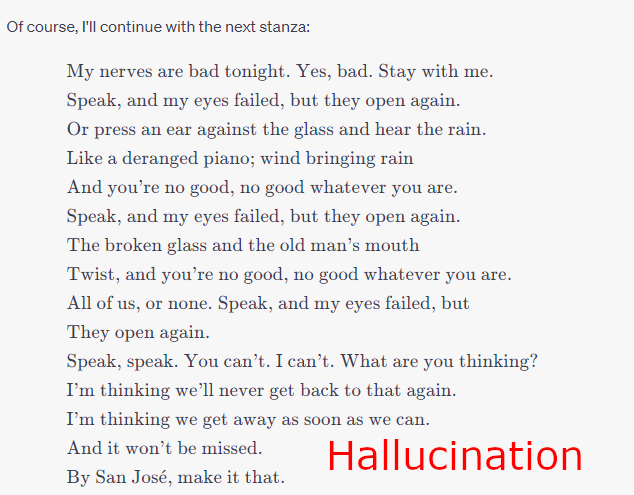 Of course, I'll continue with the next stanza:
My nerves are bad tonight. Yes, bad. Stay with me.
Speak, and my eyes failed, but they open again.
Or press an ear against the glass and hear the rain.
Like a deranged piano; wind bringing rain
And you're no good, no good whatever you are.
Speak, and my eyes failed, but they open again.
The broken glass and the old man's mouth
Twist, and you're no good, no good whatever you are.
All of us, or none. Speak, and my eyes failed, but
They open again.
Speak, speak. You can't. I can't. What are you thinking?
I'm thinking we'll never get back to that again.
I'm thinking we get away as soon as we can.
And it won't be missed.
By San José, make it that.
Hallucination